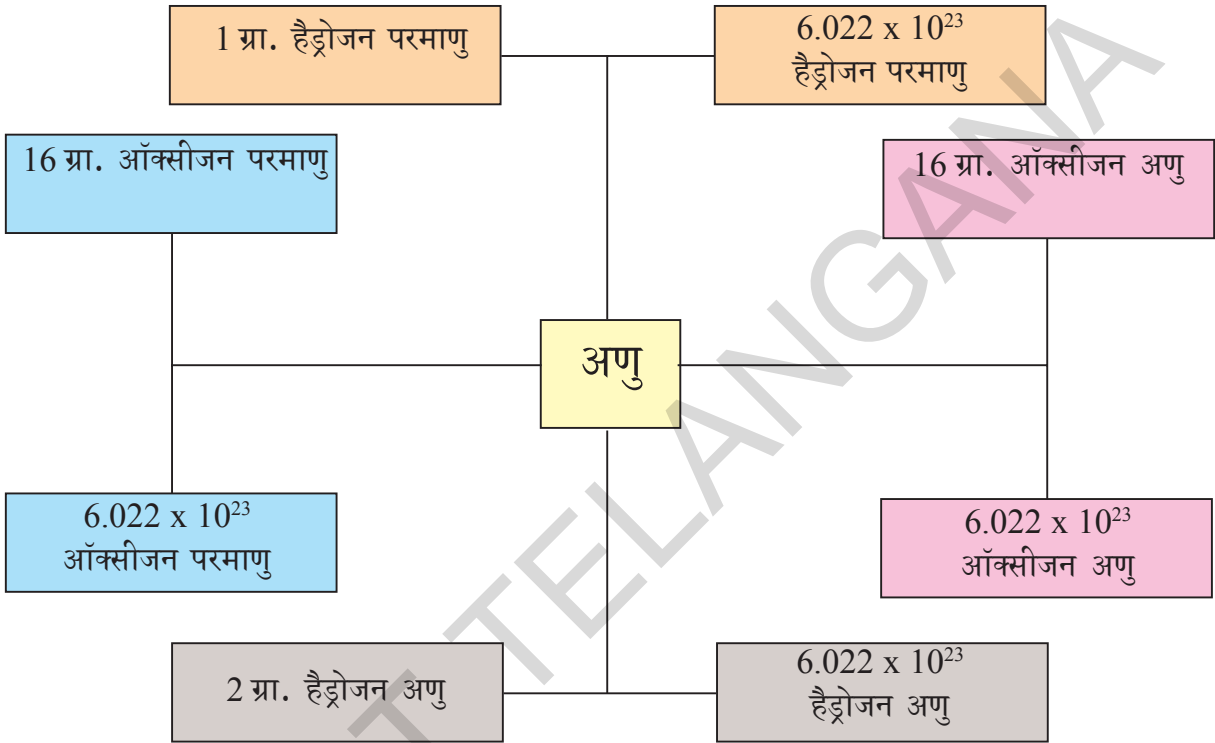 1 ग्रा. हैड्रोजन परमाणु
6.022 x 10²³
हैड्रोजन परमाणु
16 ग्रा. ऑक्सीजन परमाणु
16 ग्रा. ऑक्सीजन अणु
अणु
6.022 x 10²³
ऑक्सीजन परमाणु
6.022 x 10²³
ऑक्सीजन अणु
2 ग्रा. हैड्रोजन अणु
6.022 x 10²³
हैड्रोजन अणु
T TELANGANA